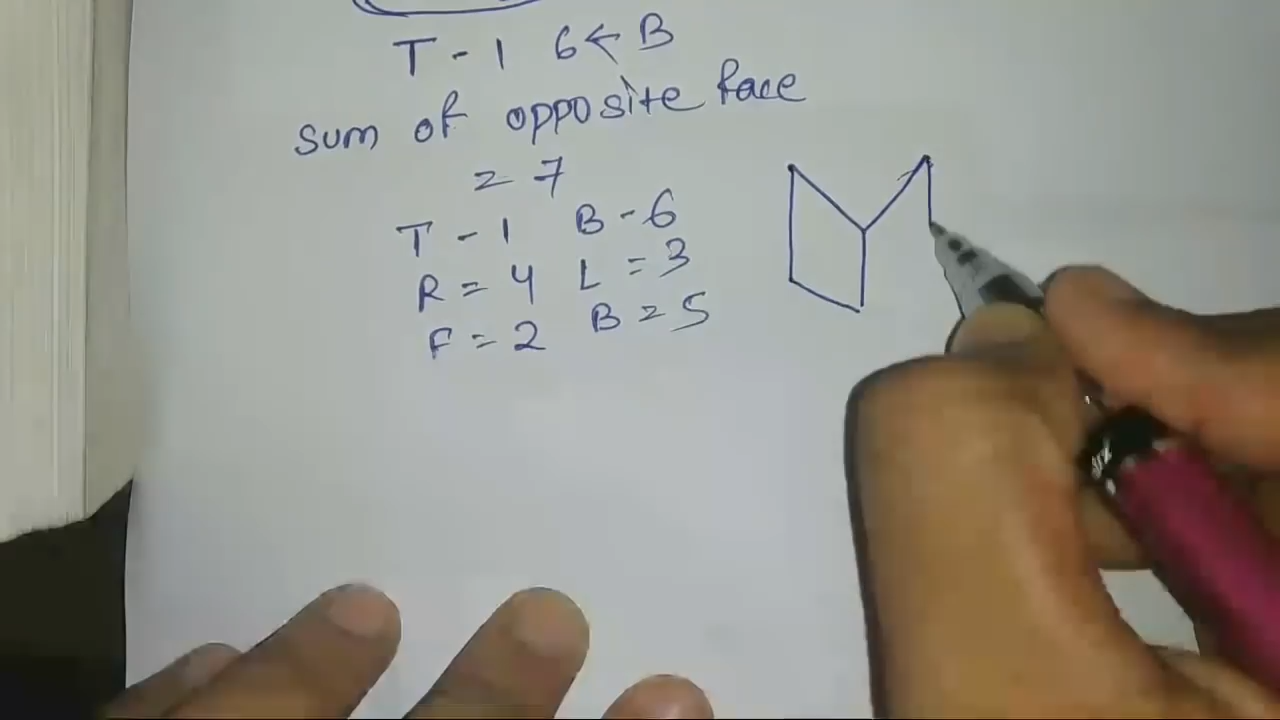 T - 1 6 ← B
sum of opposite face
= 7
T - 1 B - 6
R = 4 L = 3
F = 2 B = 5